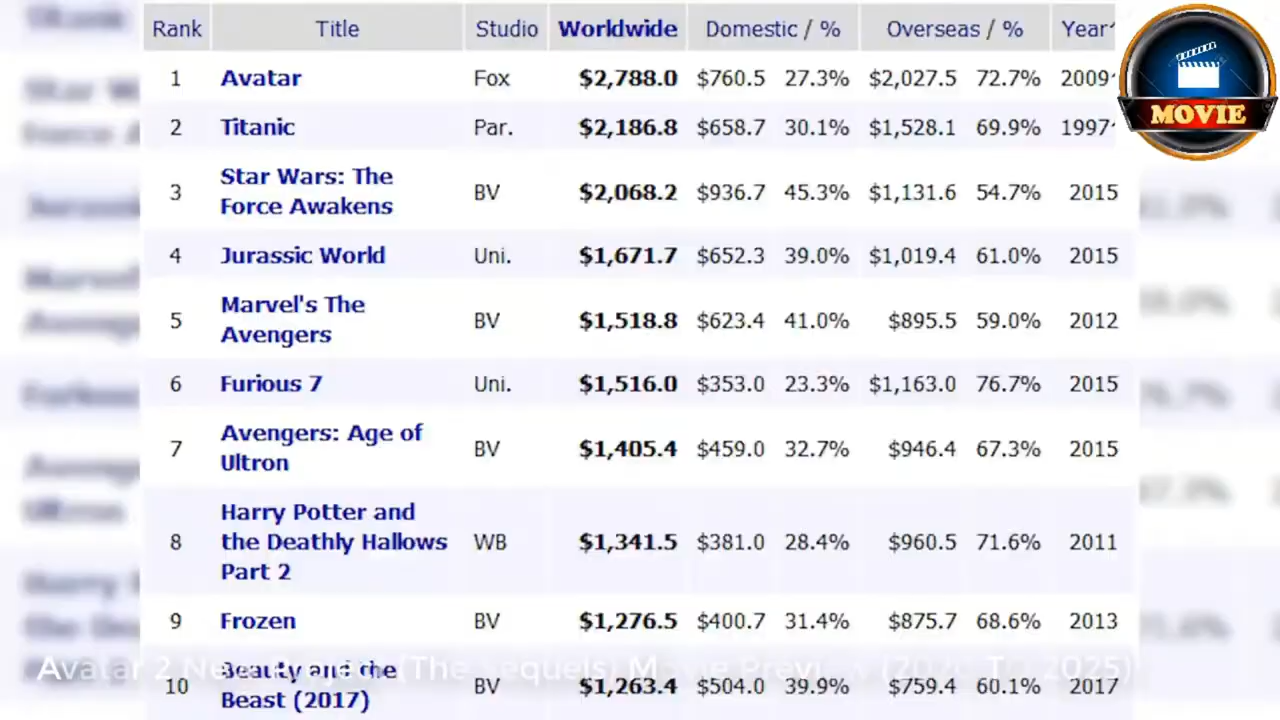 Rank Title Studio Worldwide Domestic / % Overseas / % Year^
1 Avatar Fox $2,788.0 $760.5 27.3% $2,027.5 72.7% 2009^
2 Titanic Par. $2,186.8 $658.7 30.1% $1,528.1 69.9% 1997^
3 Star Wars: The
Force Awakens BV $2,068.2 $936.7 45.3% $1,131.6 54.7% 2015
4 Jurassic World Uni. $1,671.7 $652.3 39.0% $1,019.4 61.0% 2015
5 Marvel's The
Avengers BV $1,518.8 $623.4 41.0% $895.5 59.0% 2012
6 Furious 7 Uni. $1,516.0 $353.0 23.3% $1,163.0 76.7% 2015
7 Avengers: Age of
Ultron BV $1,405.4 $459.0 32.7% $946.4 67.3% 2015
8 Harry Potter and
the Deathly Hallows
Part 2 WB $1,341.5 $381.0 28.4% $960.5 71.6% 2011
9 Frozen BV $1,276.5 $400.7 31.4% $875.7 68.6% 2013
10 Beauty and the
Beast (2017) BV $1,263.4 $504.0 39.9% $759.4 60.1% 2017
MOVIE
Avatar 2 (The Sequels) 2025)